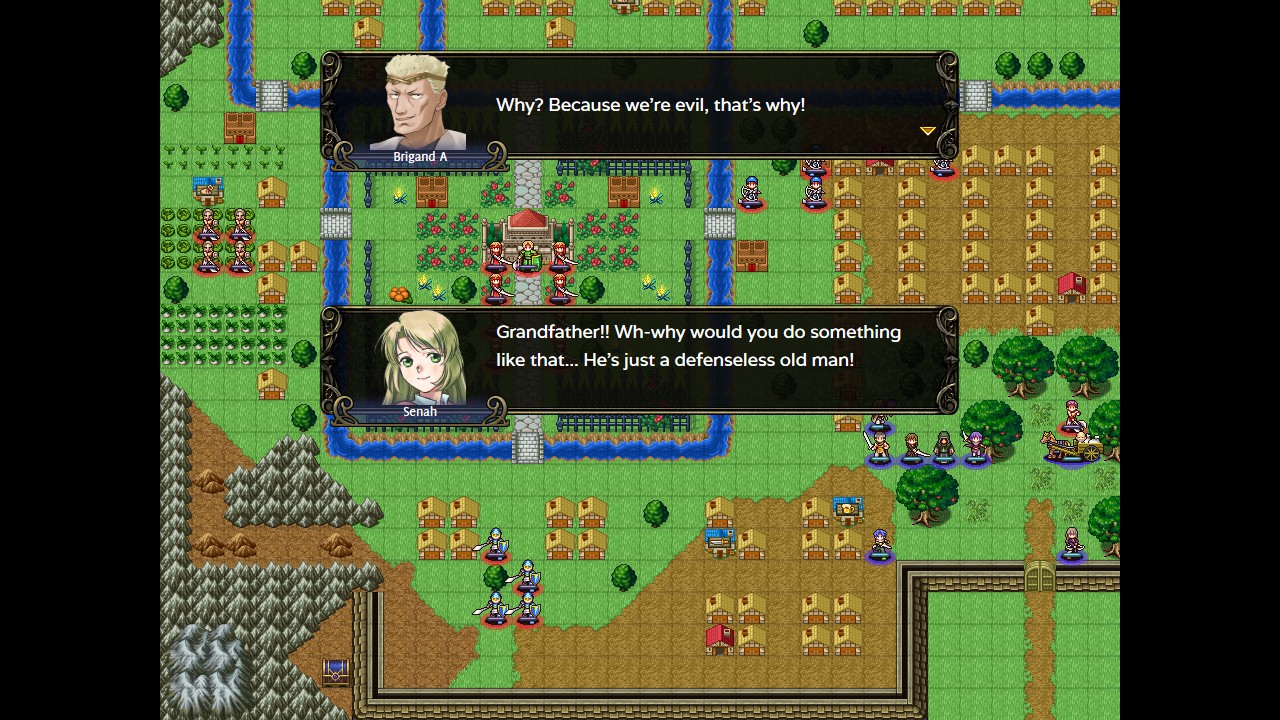 Why? Because we're evil, that's why!
Brigand A
Grandfather!! Wh-why would you do something
like that... He's just a defenseless old man!
Senah